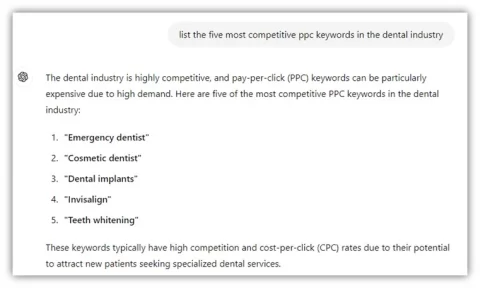 list the five most competitive ppc keywords in the dental industry
The dental industry is highly competitive, and pay-per-click (PPC) keywords can be particularly
expensive due to high demand. Here are five of the most competitive PPC keywords in the dental
industry:
1. "Emergency dentist"
2. "Cosmetic dentist"
3. "Dental implants"
4. "Invisalign"
5. "Teeth whitening"
These keywords typically have high competition and cost-per-click (CPC) rates due to their potential
to attract new patients seeking specialized dental services.